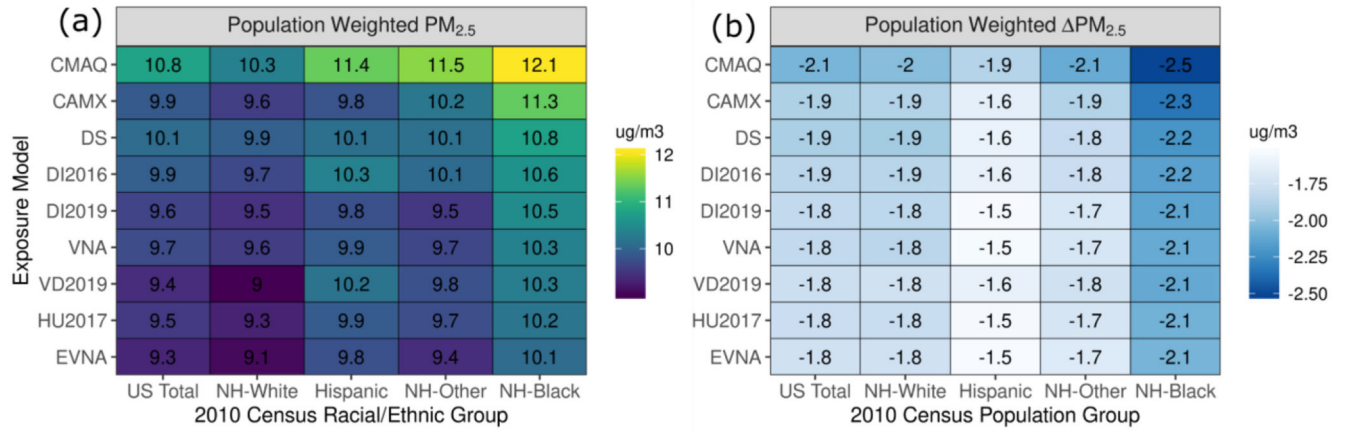 (a)
Population Weighted PM2.5
Exposure Model
CMAQ 10.8 10.3 11.4 11.5 12.1
CAMX 9.9 9.6 9.8 10.2 11.3
DS 10.1 9.9 10.1 10.1 10.8
DI2016 9.9 9.7 10.3 10.1 10.6
DI2019 9.6 9.5 9.8 9.5 10.5
VNA 9.7 9.6 9.9 9.7 10.3
VD2019 9.4 9 10.2 9.8 10.3
HU2017 9.5 9.3 9.9 9.7 10.2
EVNA 9.3 9.1 9.8 9.4 10.1
US Total NH-White Hispanic NH-Other NH-Black
2010 Census Racial/Ethnic Group
ug/m3
12
11
10
(b)
Population Weighted ΔPM2.5
CMAQ -2.1 -2 -1.9 -2.1 -2.5
CAMX -1.9 -1.9 -1.6 -1.9 -2.3
DS -1.9 -1.9 -1.6 -1.8 -2.2
DI2016 -1.9 -1.9 -1.6 -1.8 -2.2
DI2019 -1.8 -1.8 -1.5 -1.7 -2.1
VNA -1.8 -1.8 -1.5 -1.7 -2.1
VD2019 -1.8 -1.8 -1.6 -1.8 -2.1
HU2017 -1.8 -1.8 -1.5 -1.7 -2.1
EVNA -1.8 -1.8 -1.5 -1.7 -2.1
US Total NH-White Hispanic NH-Other NH-Black
2010 Census Population Group
ug/m3
-1.75
-2.00
-2.25
-2.50